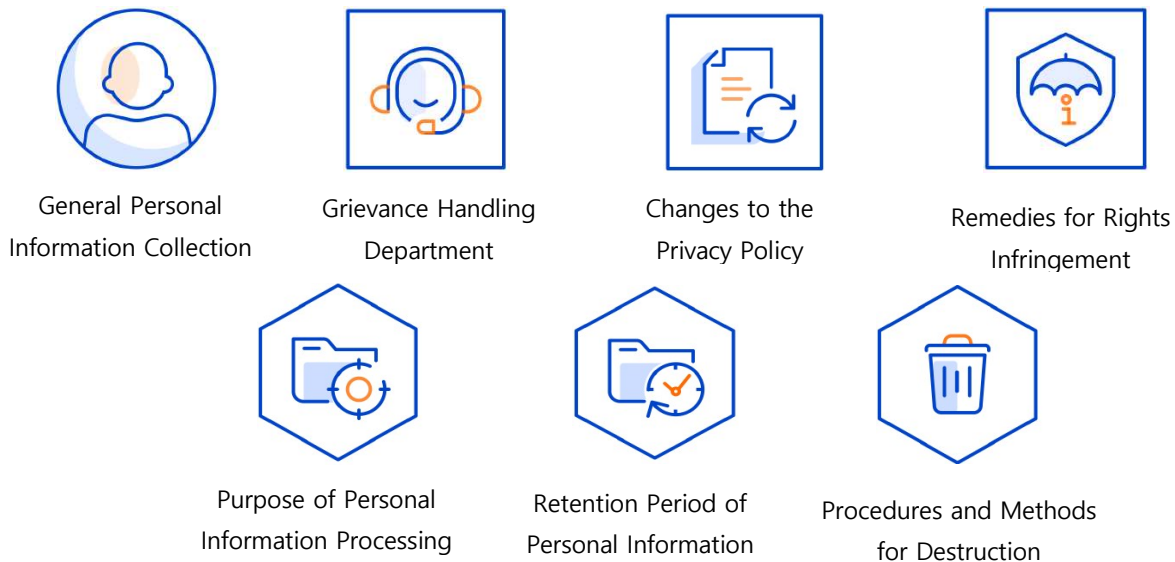 General Personal
Information Collection
Grievance Handling
Department
Changes to the
Privacy Policy
Remedies for Rights
Infringement
Purpose of Personal
Information Processing
Retention Period of
Personal Information
Procedures and Methods
for Destruction